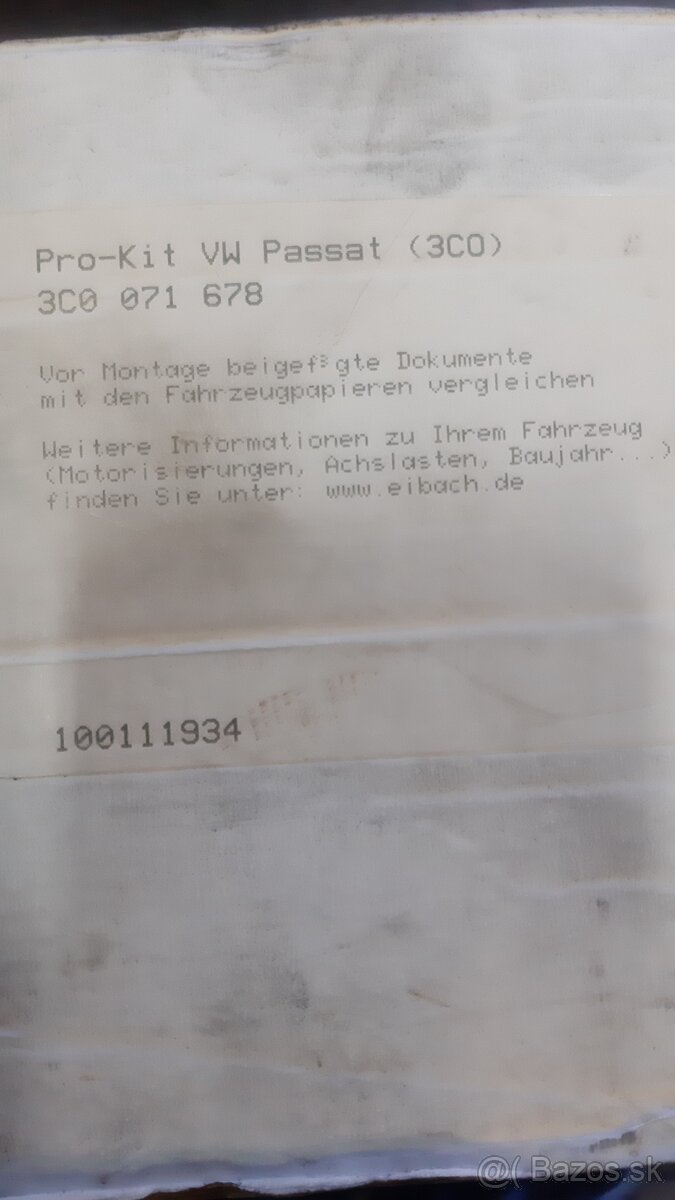 Pro-Kit VW Passat (3C0)
3C0 071 678
Vor Montage beigef³gte Dokumente
mit den Fahrzeugpapieren vergleichen
Weitere Informationen zu Ihrem Fahrzeug
(Motorisierungen, Achslasten, Baujahr...)
finden Sie unter: www.eibach.de
100111934
@( Bazos.sk